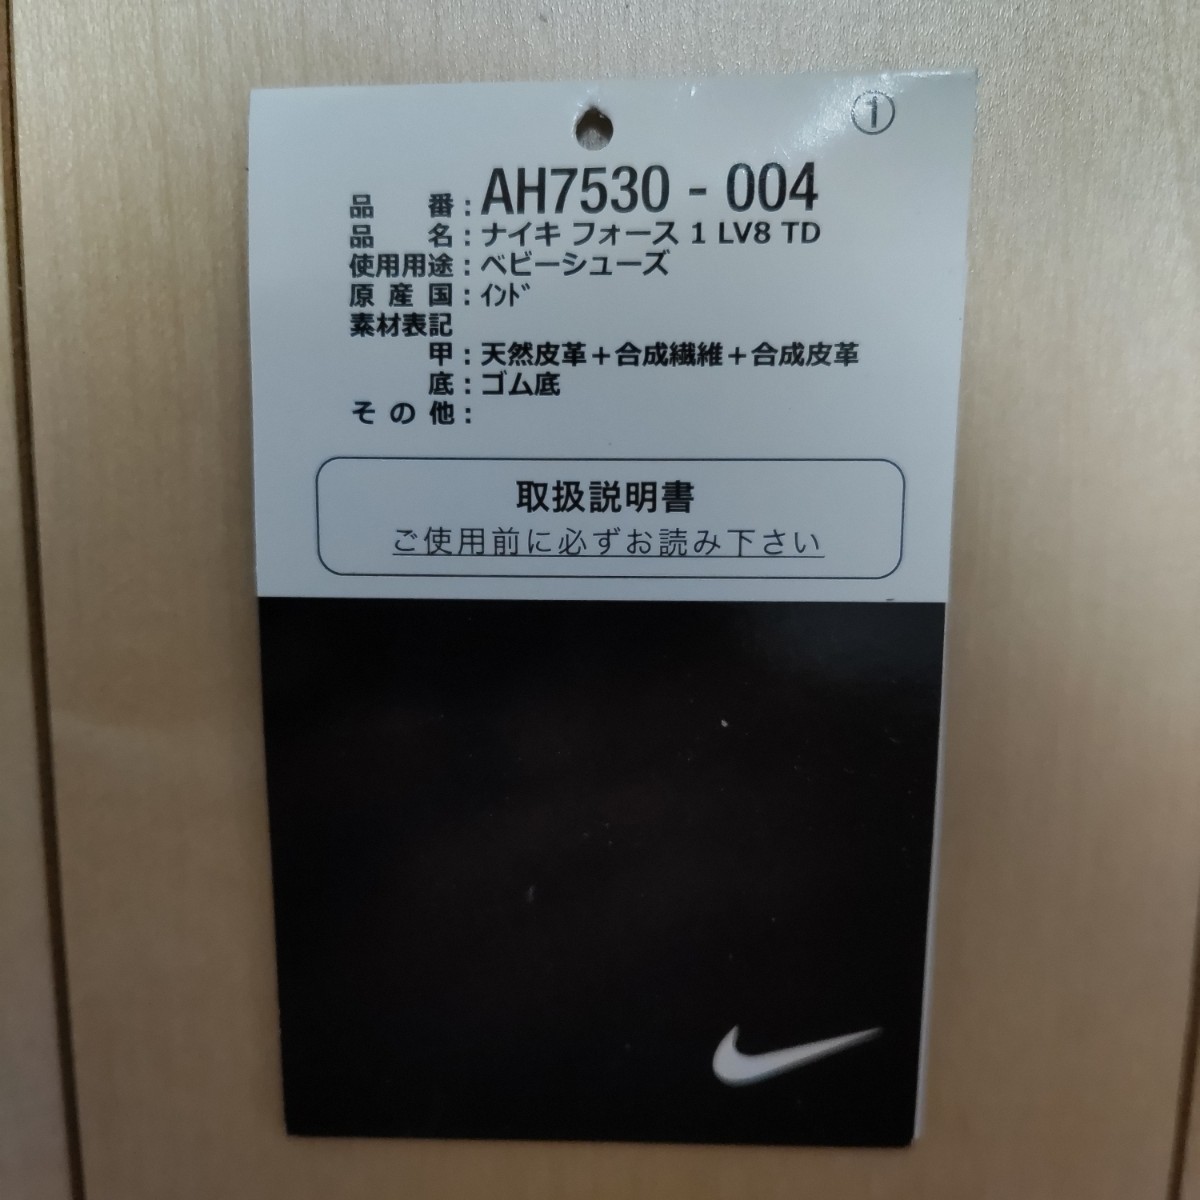 ①
品番：AH7530 - 004
品名：ナイキ フォース 1 LV8 TD
使用用途：ベビーシューズ
原産国：ｲﾝﾄﾞ
素材表記
甲：天然皮革＋合成繊維＋合成皮革
底：ゴム底
その他：
取扱説明書
ご使用前に必ずお読み下さい